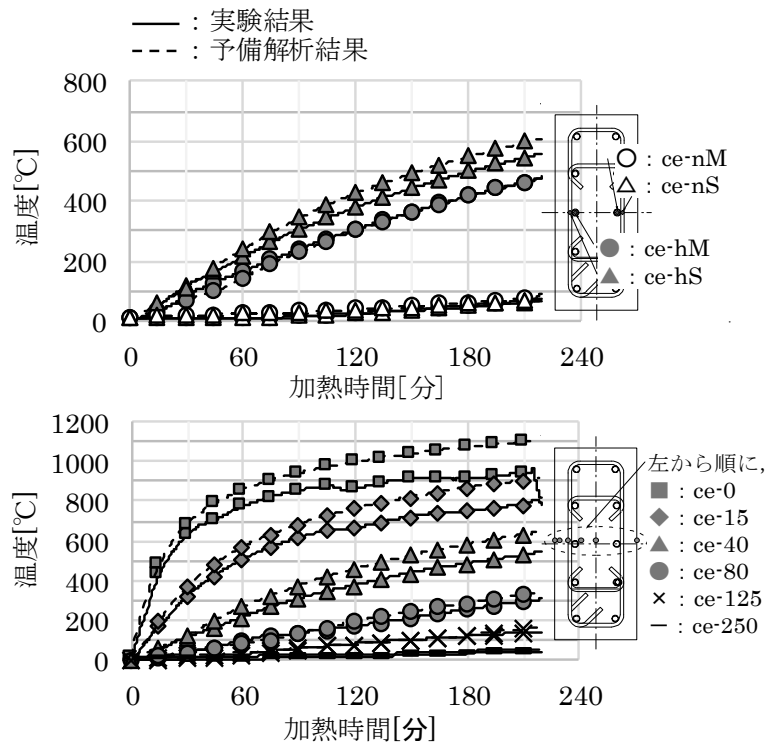 : 実験結果
: 予備解析結果
800
600
400
200
0
温度[℃]
0 60 120 180 240
加熱時間[分]
: ce-nM
: ce-nS
: ce-hM
: ce-hS
1200
1000
800
600
400
200
0
温度[℃]
0 60 120 180 240
加熱時間[分]
左から順に,
: ce-0
: ce-15
: ce-40
: ce-80
: ce-125
: ce-250